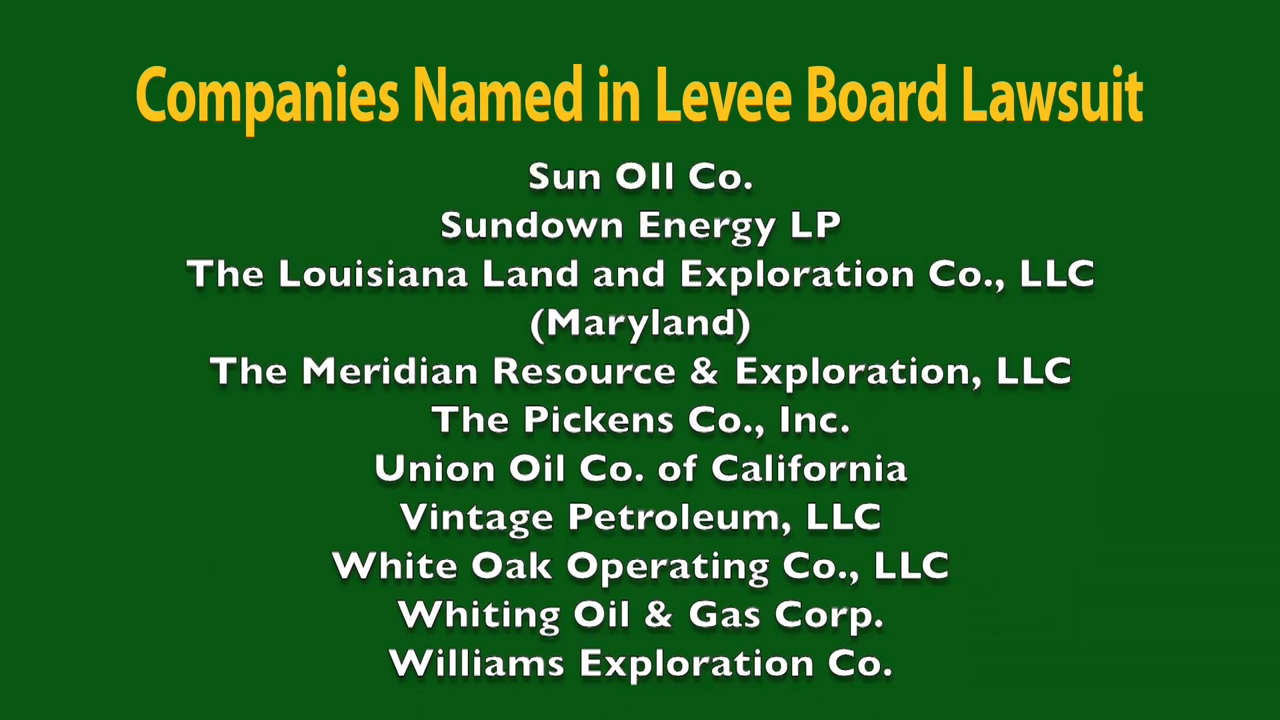 Companies Named in Levee Board Lawsuit
Sun OIl Co.
Sundown Energy LP
The Louisiana Land and Exploration Co., LLC
(Maryland)
The Meridian Resource & Exploration, LLC
The Pickens Co., Inc.
Union Oil Co. of California
Vintage Petroleum, LLC
White Oak Operating Co., LLC
Whiting Oil & Gas Corp.
Williams Exploration Co.